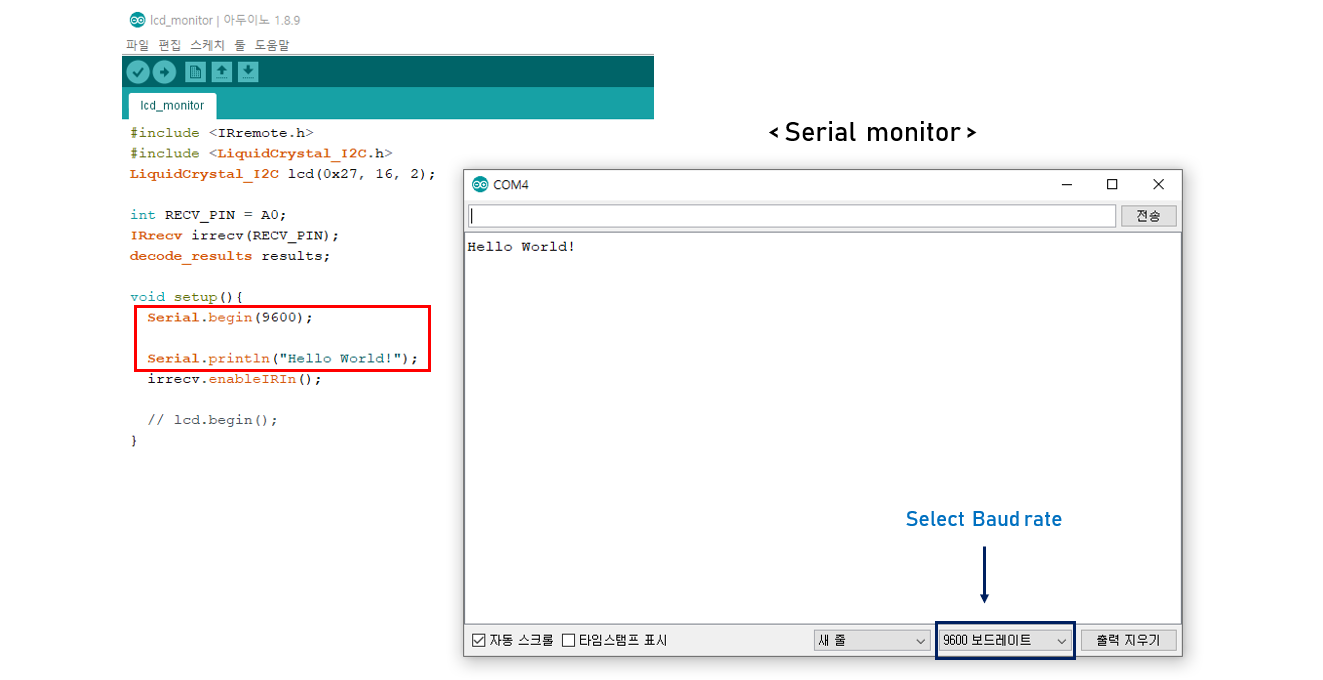 lcd_monitor | 아두이노 1.8.9
파일 편집 스케치 툴 도움말
lcd_monitor
#include <IRremote.h>
#include <LiquidCrystal_I2C.h>
LiquidCrystal_I2C lcd(0x27, 16, 2);
int RECV_PIN = A0;
IRrecv irrecv(RECV_PIN);
decode_results results;
void setup(){
Serial.begin(9600);
Serial.println("Hello World!");
irrecv.enableIRIn();
// lcd.begin();
}
< Serial monitor >
COM4
전송
Hello World!
Select Baud rate
자동 스크롤 타임스탬프 표시 새 줄 9600 보드레이트 출력 지우기